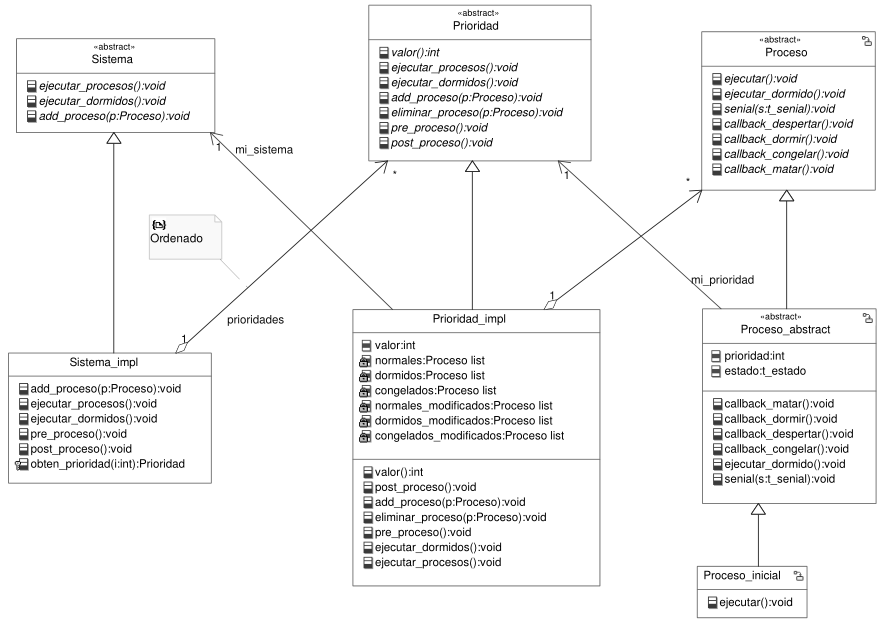 «abstract»
Sistema
ejecutar_procesos():void
ejecutar_dormidos():void
add_proceso(p:Proceso):void
«abstract»
Prioridad
valor():int
ejecutar_procesos():void
ejecutar_dormidos():void
add_proceso(p:Proceso):void
eliminar_proceso(p:Proceso):void
pre_proceso():void
post_proceso():void
«abstract»
Proceso
ejecutar():void
ejecutar_dormido():void
senial(s:t_senial):void
callback_despertar():void
callback_dormir():void
callback_congelar():void
callback_matar():void
1
mi_sistema
*
1
*
Ordenado
prioridades
1
1
mi_prioridad
Sistema_impl
add_proceso(p:Proceso):void
ejecutar_procesos():void
ejecutar_dormidos():void
pre_proceso():void
post_proceso():void
obten_prioridad(i:int):Prioridad
Prioridad_impl
valor:int
normales:Proceso list
dormidos:Proceso list
congelados:Proceso list
normales_modificados:Proceso list
dormidos_modificados:Proceso list
congelados_modificados:Proceso list
valor():int
post_proceso():void
add_proceso(p:Proceso):void
eliminar_proceso(p:Proceso):void
pre_proceso():void
ejecutar_dormidos():void
ejecutar_procesos():void
«abstract»
Proceso_abstract
prioridad:int
estado:t_estado
callback_matar():void
callback_dormir():void
callback_despertar():void
callback_congelar():void
ejecutar_dormido():void
senial(s:t_senial):void
Proceso_inicial
ejecutar():void